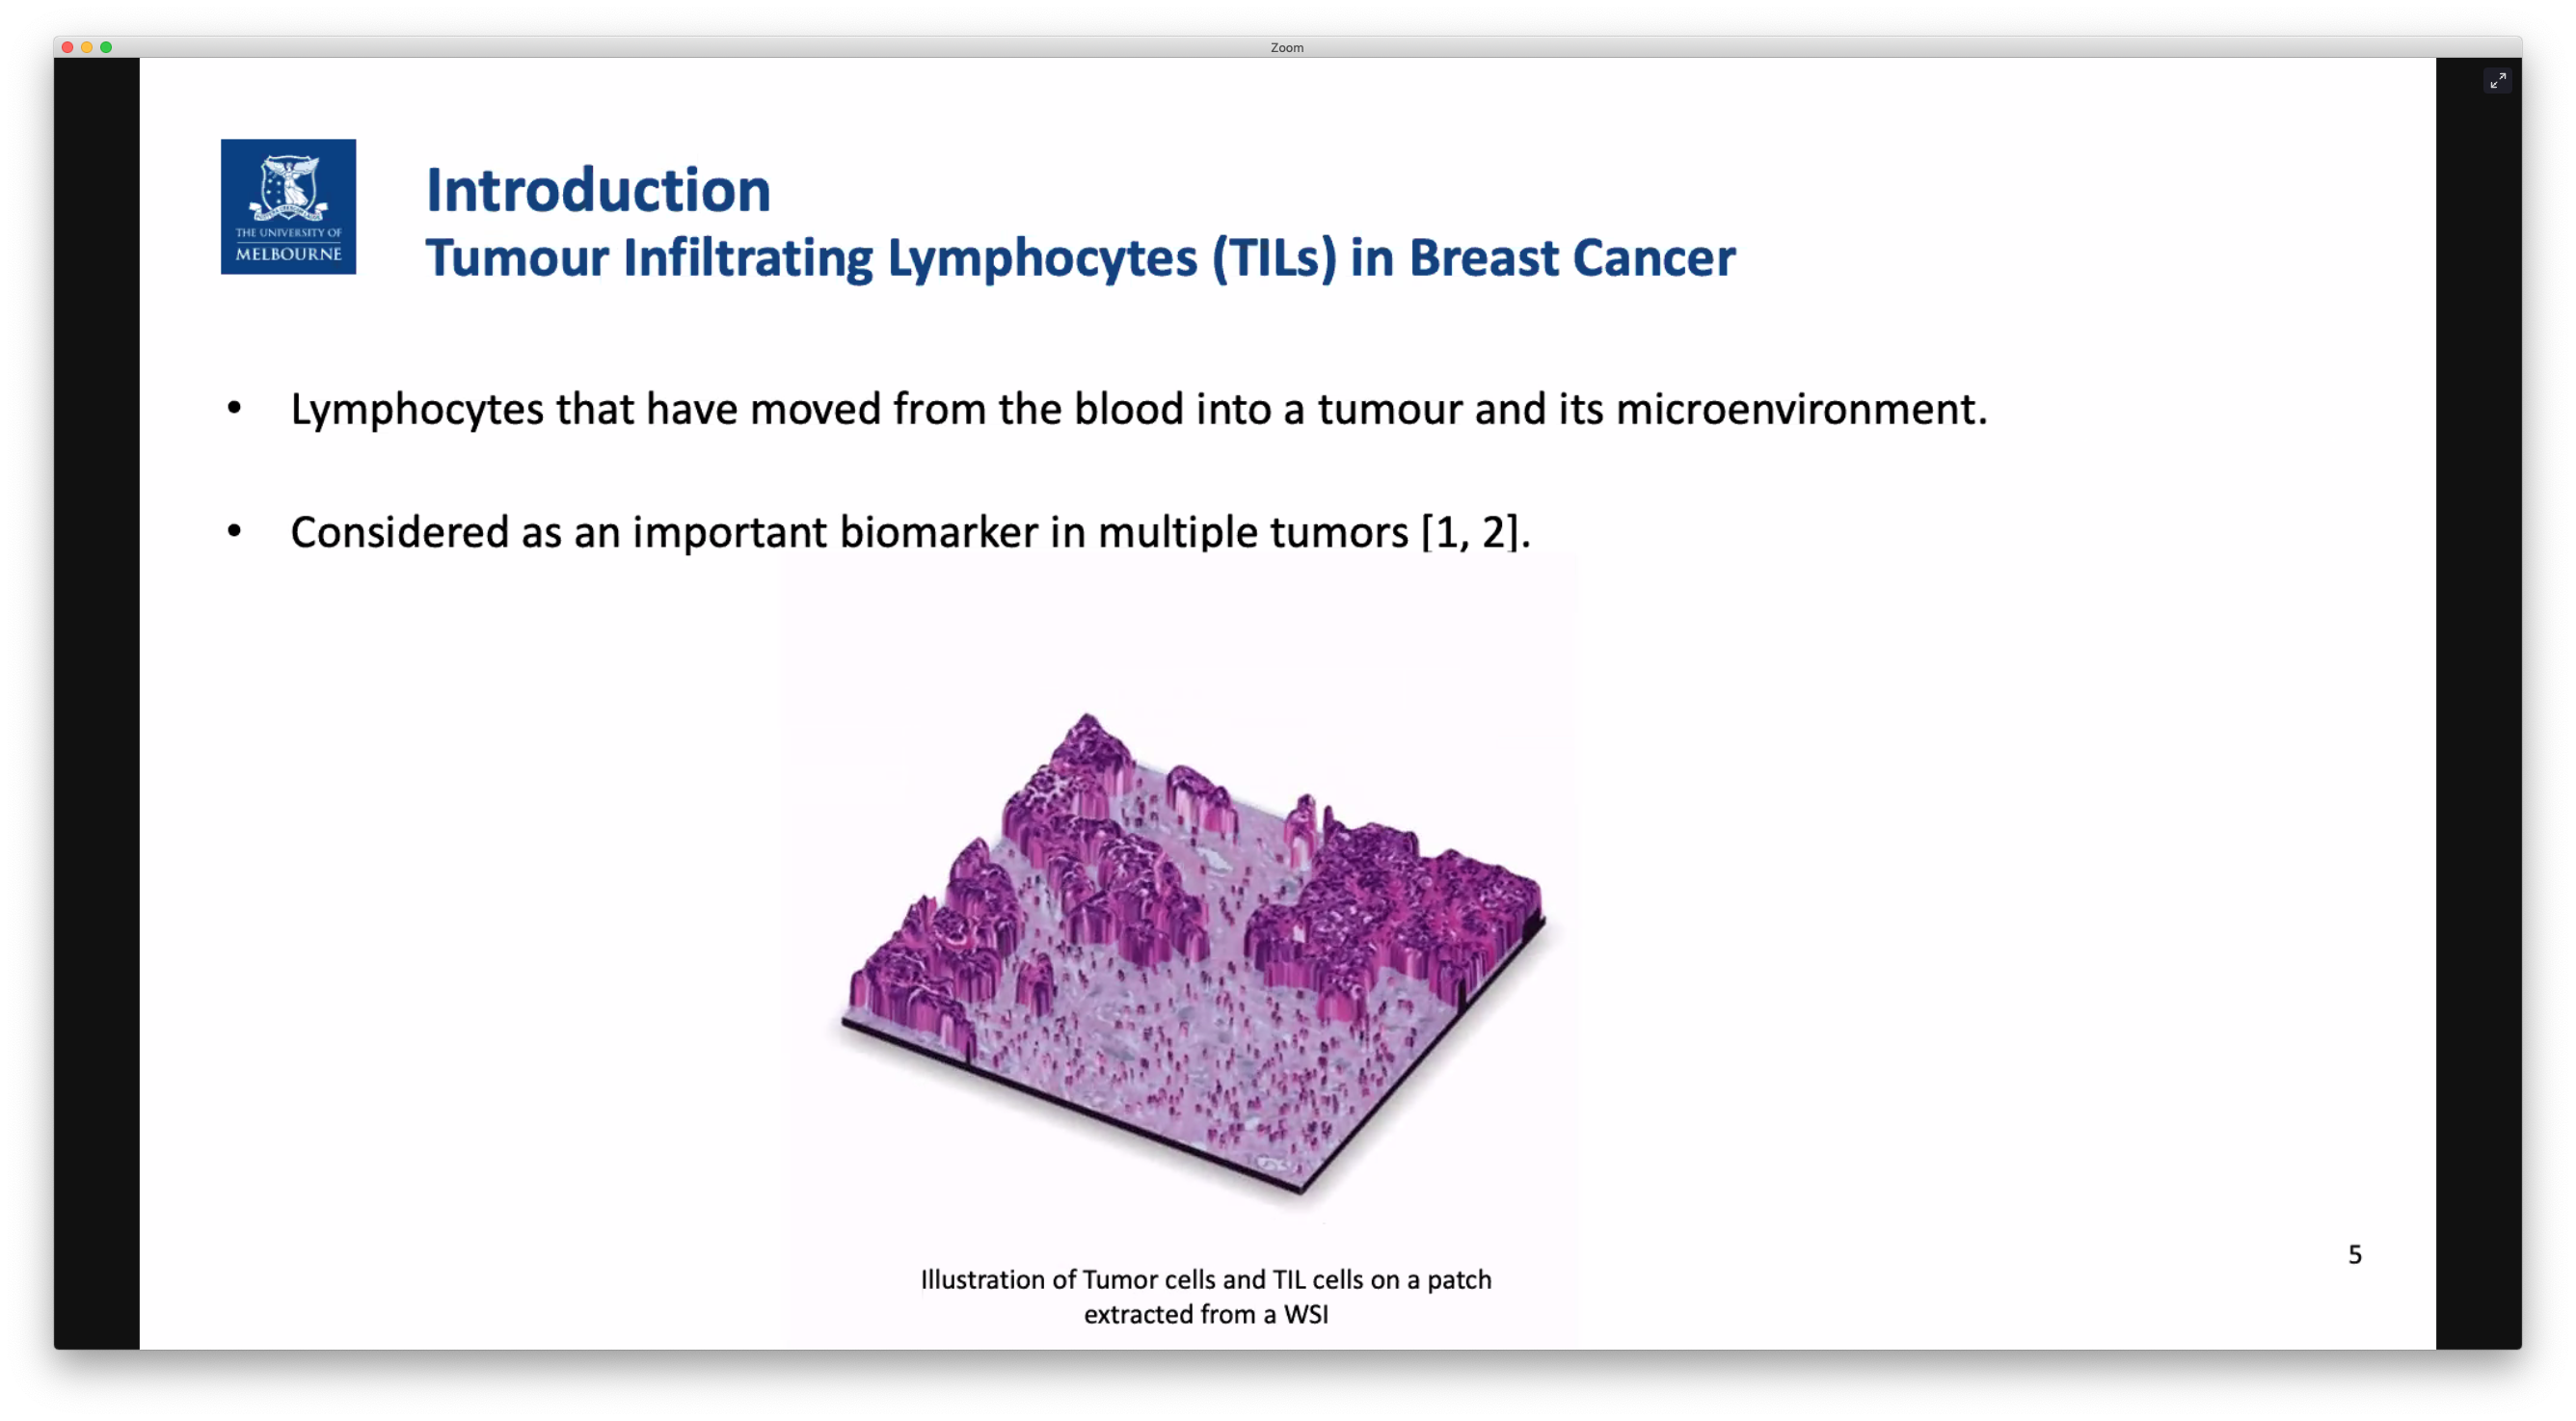 Zoom
THE UNIVERSITY OF
MELBOURNE
Introduction
Tumour Infiltrating Lymphocytes (TILs) in Breast Cancer
• Lymphocytes that have moved from the blood into a tumour and its microenvironment.
• Considered as an important biomarker in multiple tumors [1, 2].
Illustration of Tumor cells and TIL cells on a patch
extracted from a WSI
5